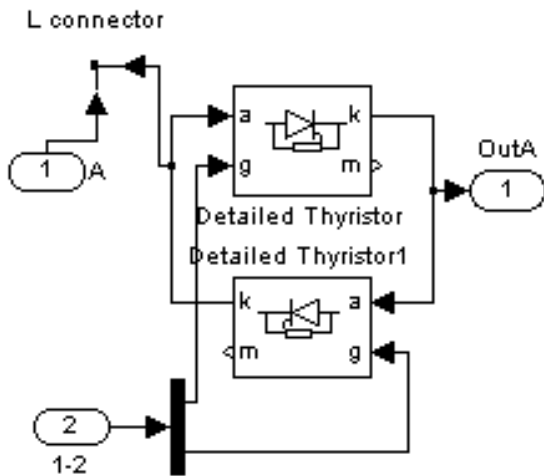 L connector
a
k
1
A
g
m
OutA
1
Detailed Thyristor
Detailed Thyristor1
k
a
m
g
2
1-2